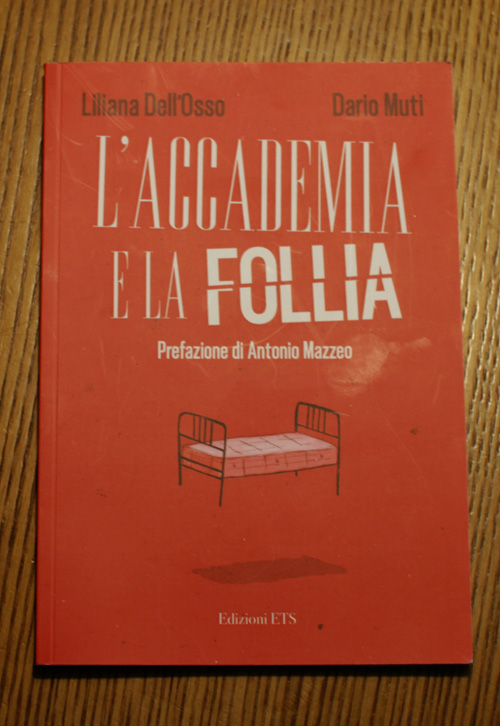 Liliana Dell'Osso Dario Muti
L'ACCADEMIA
E LA FOLLIA
Prefazione di Antonio Mazzeo
Edizioni ETS